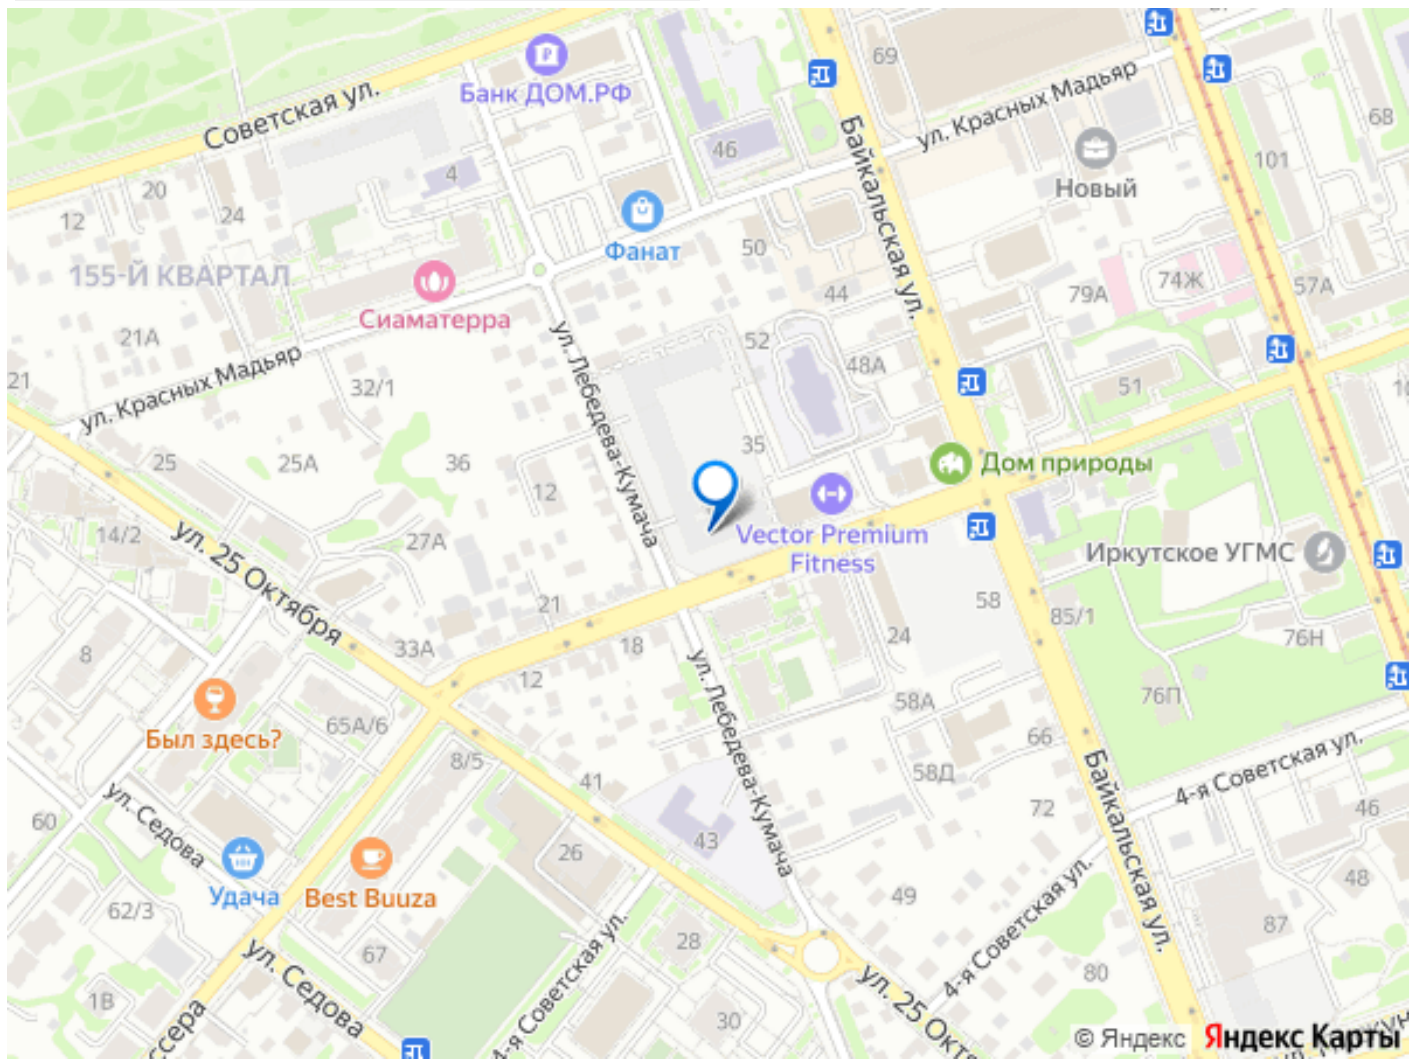 69
Банк ДОМ.РФ
Советская ул.
ул. Красных Мадьяр
68
Байкальская ул.
46
101
4
20
Новый
24
12
Фанат
50
155-Й КВАРТАЛ
74Ж
57А
79А
44
Сиаматерра
21А
ул. Лебедева-Кумача
52
48А
21
32/1
51
ул. Красных Мадьяр
35
25
25А
36
Дом природы
12
14/2
ул. 25 Октября
27А
Vector Premium
Fitness
Иркутское УГМС
21
58
85/1
33А
18
24
76Н
8
12
ул. Лебедева-Кумача
58А
76П
65А/6
Был здесь?
66
8/5
4-я Советская ул.
Байкальская ул.
58Д
41
72
ул. Седова
60
43
46
26
Удача
Best Buuza
49
48
62/3
4-я Советская ул.
87
28
67
4-я Советская ул.
80
ул. Седова
1В
30
ул. 25 Октя
ссера
© Яндекс Яндекс Карты